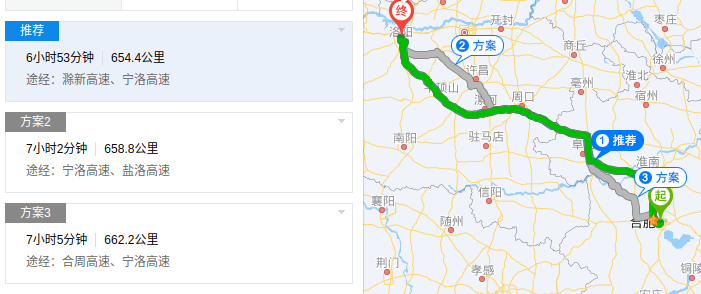 推荐
6小时53分钟 654.4公里
途经：滁新高速、宁洛高速
方案2
7小时2分钟 658.8公里
途经：宁洛高速、盐洛高速
方案3
7小时5分钟 662.2公里
途经：合周高速、宁洛高速
终
洛阳
开封
枣庄
2 方案
商丘
徐州
许昌
淮北
亳州
宿州
平顶山
漯河
周口
南阳
驻马店
1 推荐
阜
淮南
3 方案
起
信阳
襄阳
随州
合肥
荆门
孝感
铜陵
安庆